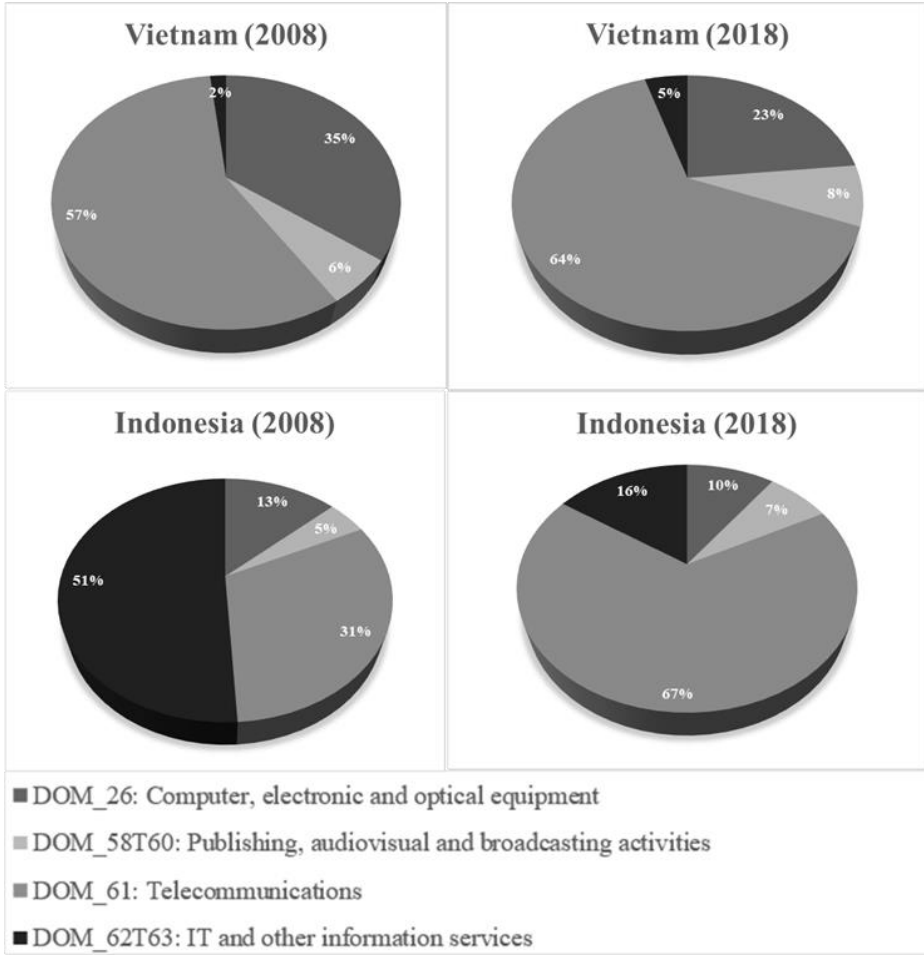 Vietnam (2008)
2%
35%
57%
6%
Vietnam (2018)
5%
23%
8%
64%
Indonesia (2008)
13%
5%
51%
31%
Indonesia (2018)
16%
10%
7%
67%
DOM_26: Computer, electronic and optical equipment
DOM_58T60: Publishing, audiovisual and broadcasting activities
DOM_61: Telecommunications
DOM_62T63: IT and other information services